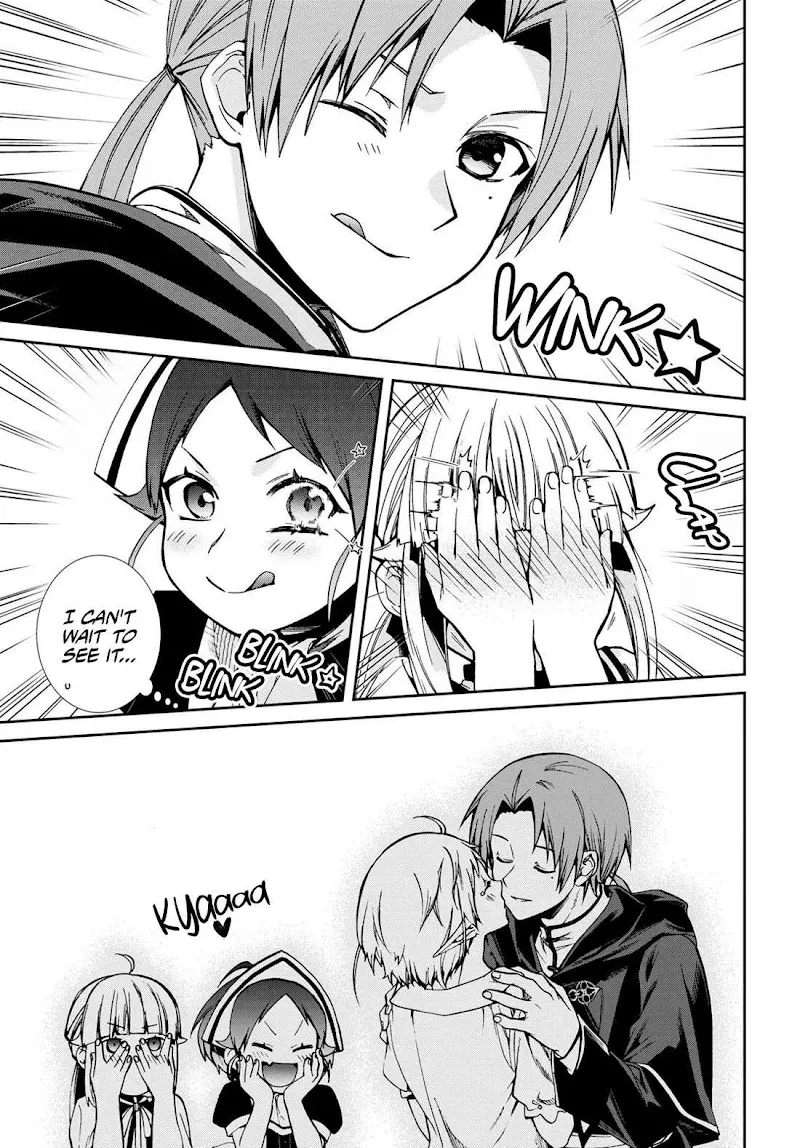 WINK
CLAP
I CAN'T
WAIT TO
SEE IT...
BLINK
BLINK
KYaaaa